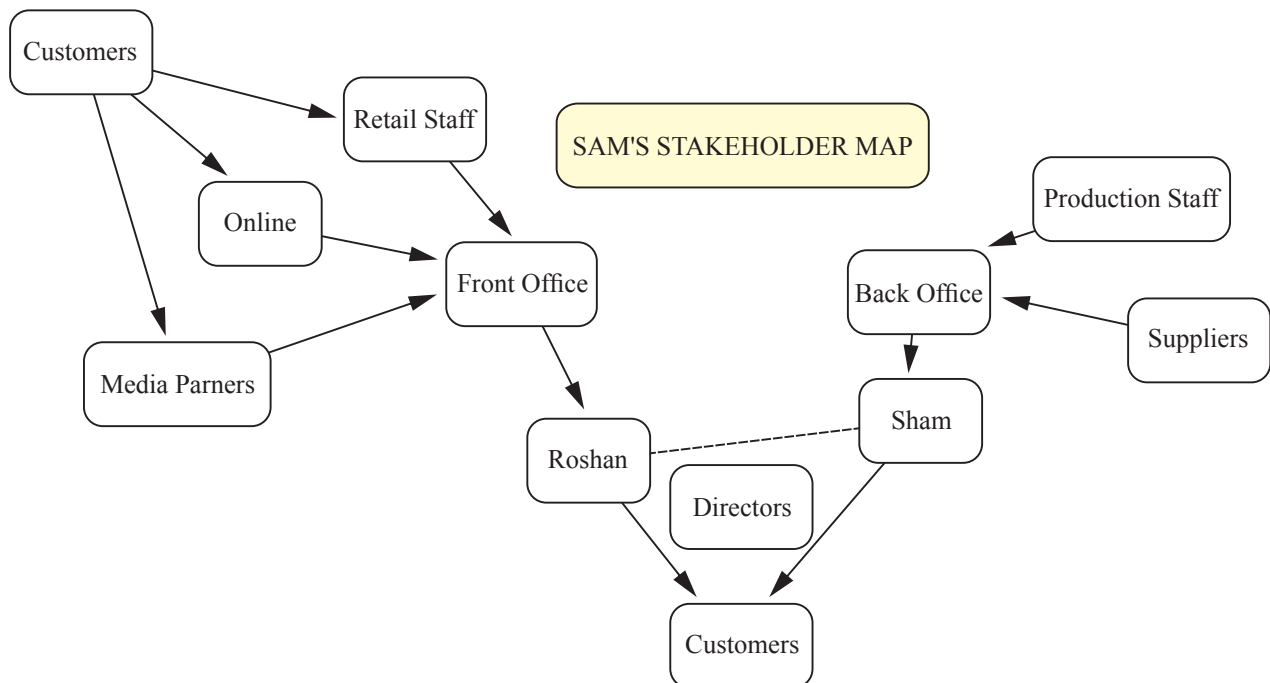 Customers
Retail Staff
SAM'S STAKEHOLDER MAP
Production Staff
Online
Front Office
Back Office
Suppliers
Media Parners
Sham
Roshan
Directors
Customers